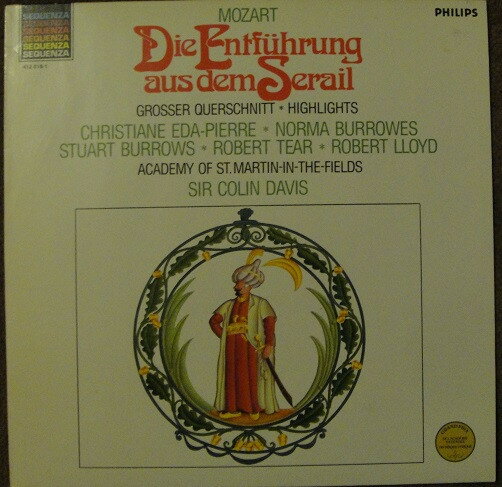 SEQUENZA
SEQUENZA
SEQUENZA
SEQUENZA
SEQUENZA
SEQUENZA
MOZART
PHILIPS
Die Entführung
aus dem Serail
GROSSER QUERSCHNITT * HIGHLIGHTS
CHRISTIANE EDA-PIERRE * NORMA BURROWES
STUART BURROWS * ROBERT TEAR * ROBERT LLOYD
ACADEMY OF ST. MARTIN-IN-THE-FIELDS
SIR COLIN DAVIS